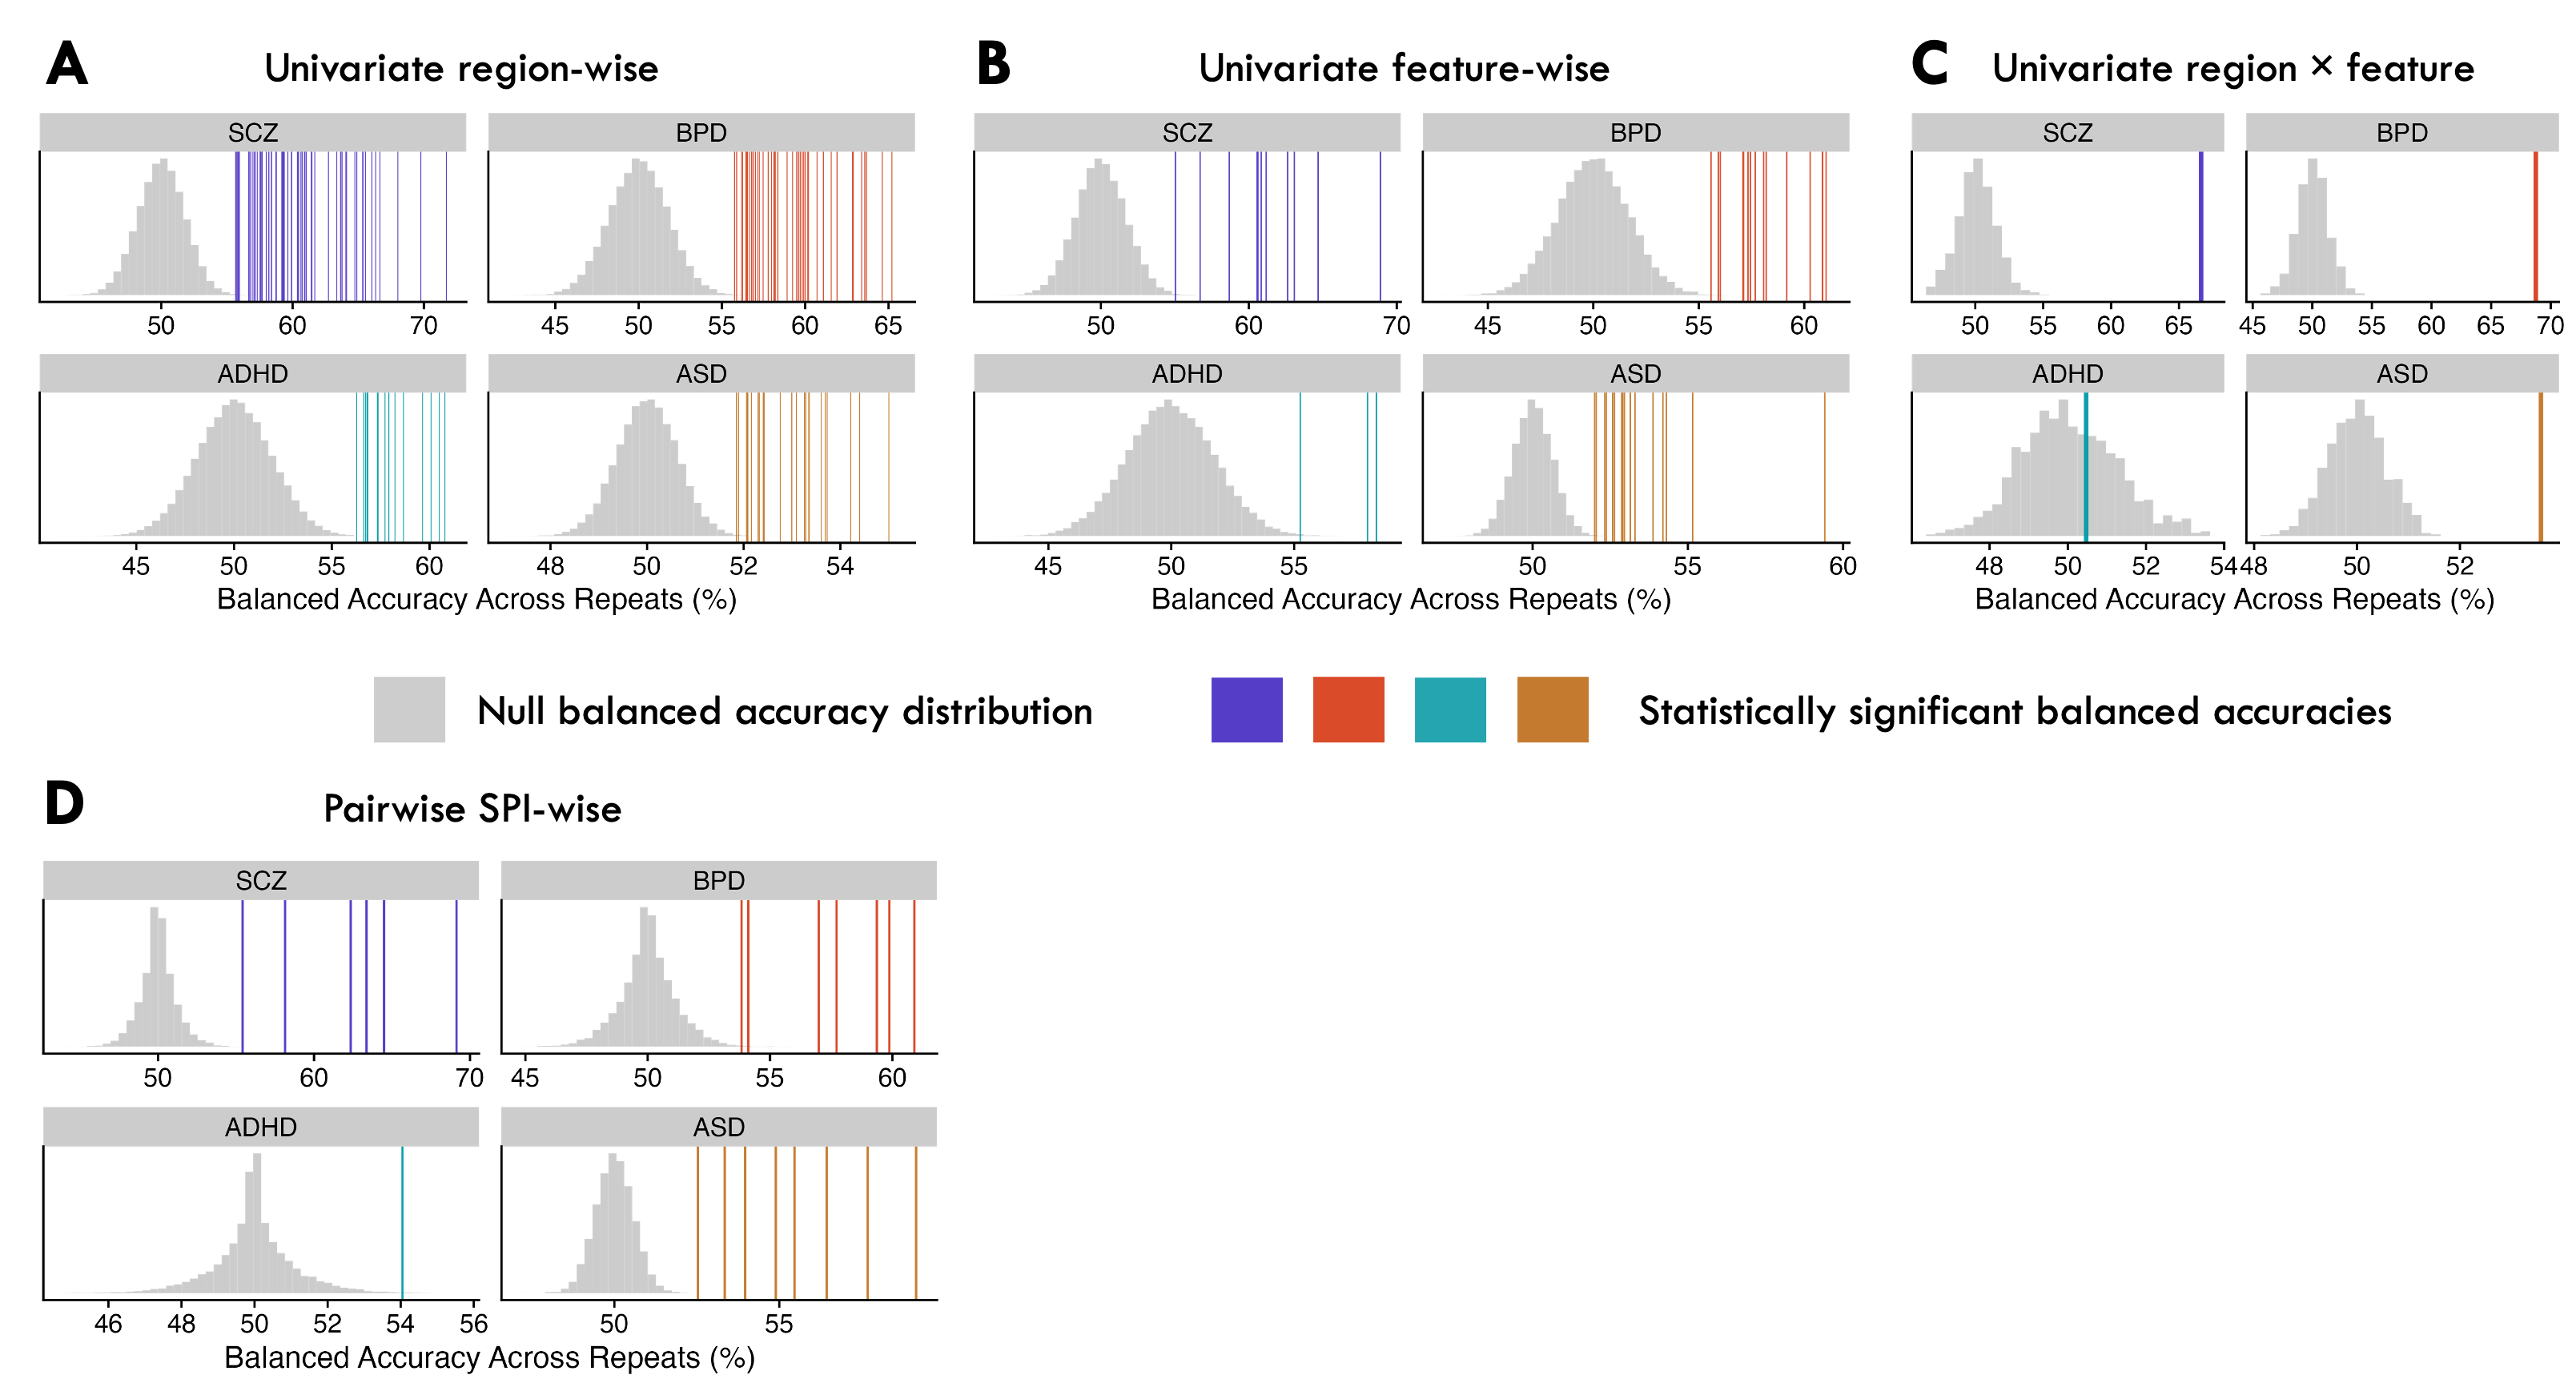 A Univariate region-wise
B Univariate feature-wise
C Univariate region × feature
SCZ BPD
SCZ BPD
SCZ BPD
50 60 70 45 50 55 60 65
50 60 70 45 50 55 60
50 55 60 65 45 50 55 60 65 70
ADHD ASD
ADHD ASD
ADHD ASD
45 50 55 60 48 50 52 54
45 50 55 50 55 60
48 50 52 54 48 50 52
Balanced Accuracy Across Repeats (%)
Balanced Accuracy Across Repeats (%)
Balanced Accuracy Across Repeats (%)
Null balanced accuracy distribution
Statistically significant balanced accuracies
D Pairwise SPI-wise
SCZ BPD
50 60 70 45 50 55 60
ADHD ASD
46 48 50 52 54 56 50 55
Balanced Accuracy Across Repeats (%)